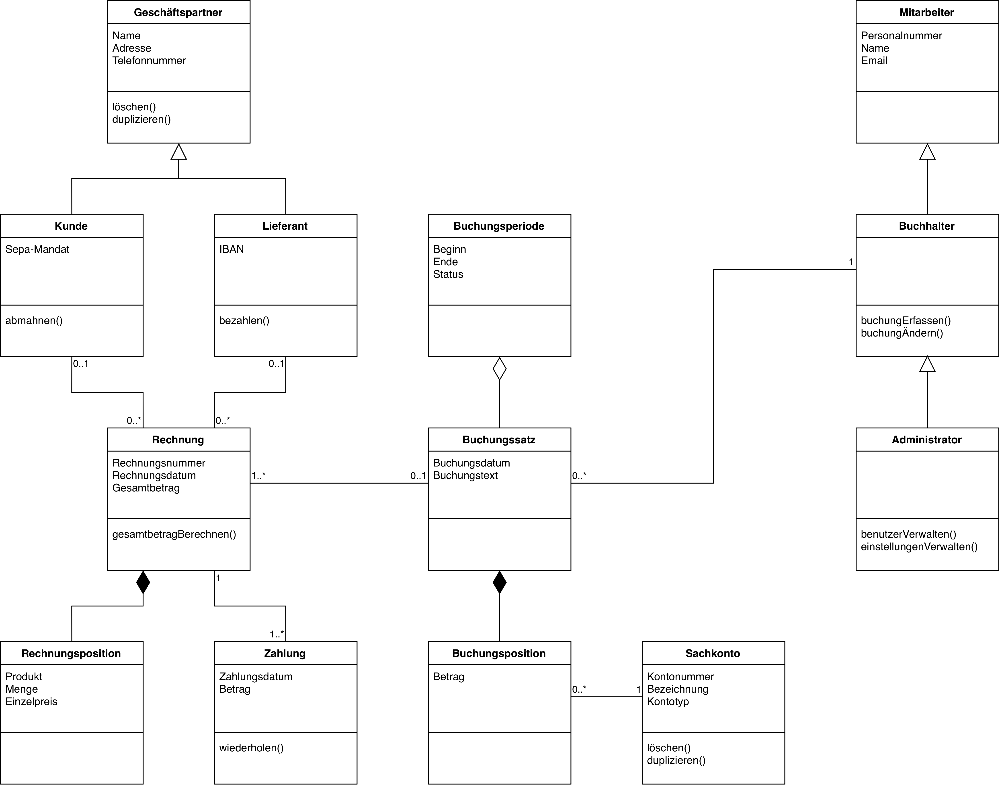 Geschäftspartner
Name
Adresse
Telefonnummer
löschen()
duplizieren()
Mitarbeiter
Personalnummer
Name
Email
Kunde
Sepa-Mandat
abmahnen()
Lieferant
IBAN
bezahlen()
Buchungsperiode
Beginn
Ende
Status
Buchhalter
buchungErfassen()
buchungÄndern()
1
0..1
0..1
0..*
0..*
Rechnung
Rechnungsnummer
Rechnungsdatum
Gesamtbetrag
gesamtbetragBerechnen()
1..*
0..1
Buchungssatz
Buchungsdatum
Buchungstext
0..*
Administrator
benutzerVerwalten()
einstellungenVerwalten()
1
1..*
Rechnungsposition
Produkt
Menge
Einzelpreis
Zahlung
Zahlungsdatum
Betrag
wiederholen()
Buchungsposition
Betrag
0..*
1
Sachkonto
Kontonummer
Bezeichnung
Kontotyp
löschen()
duplizieren()